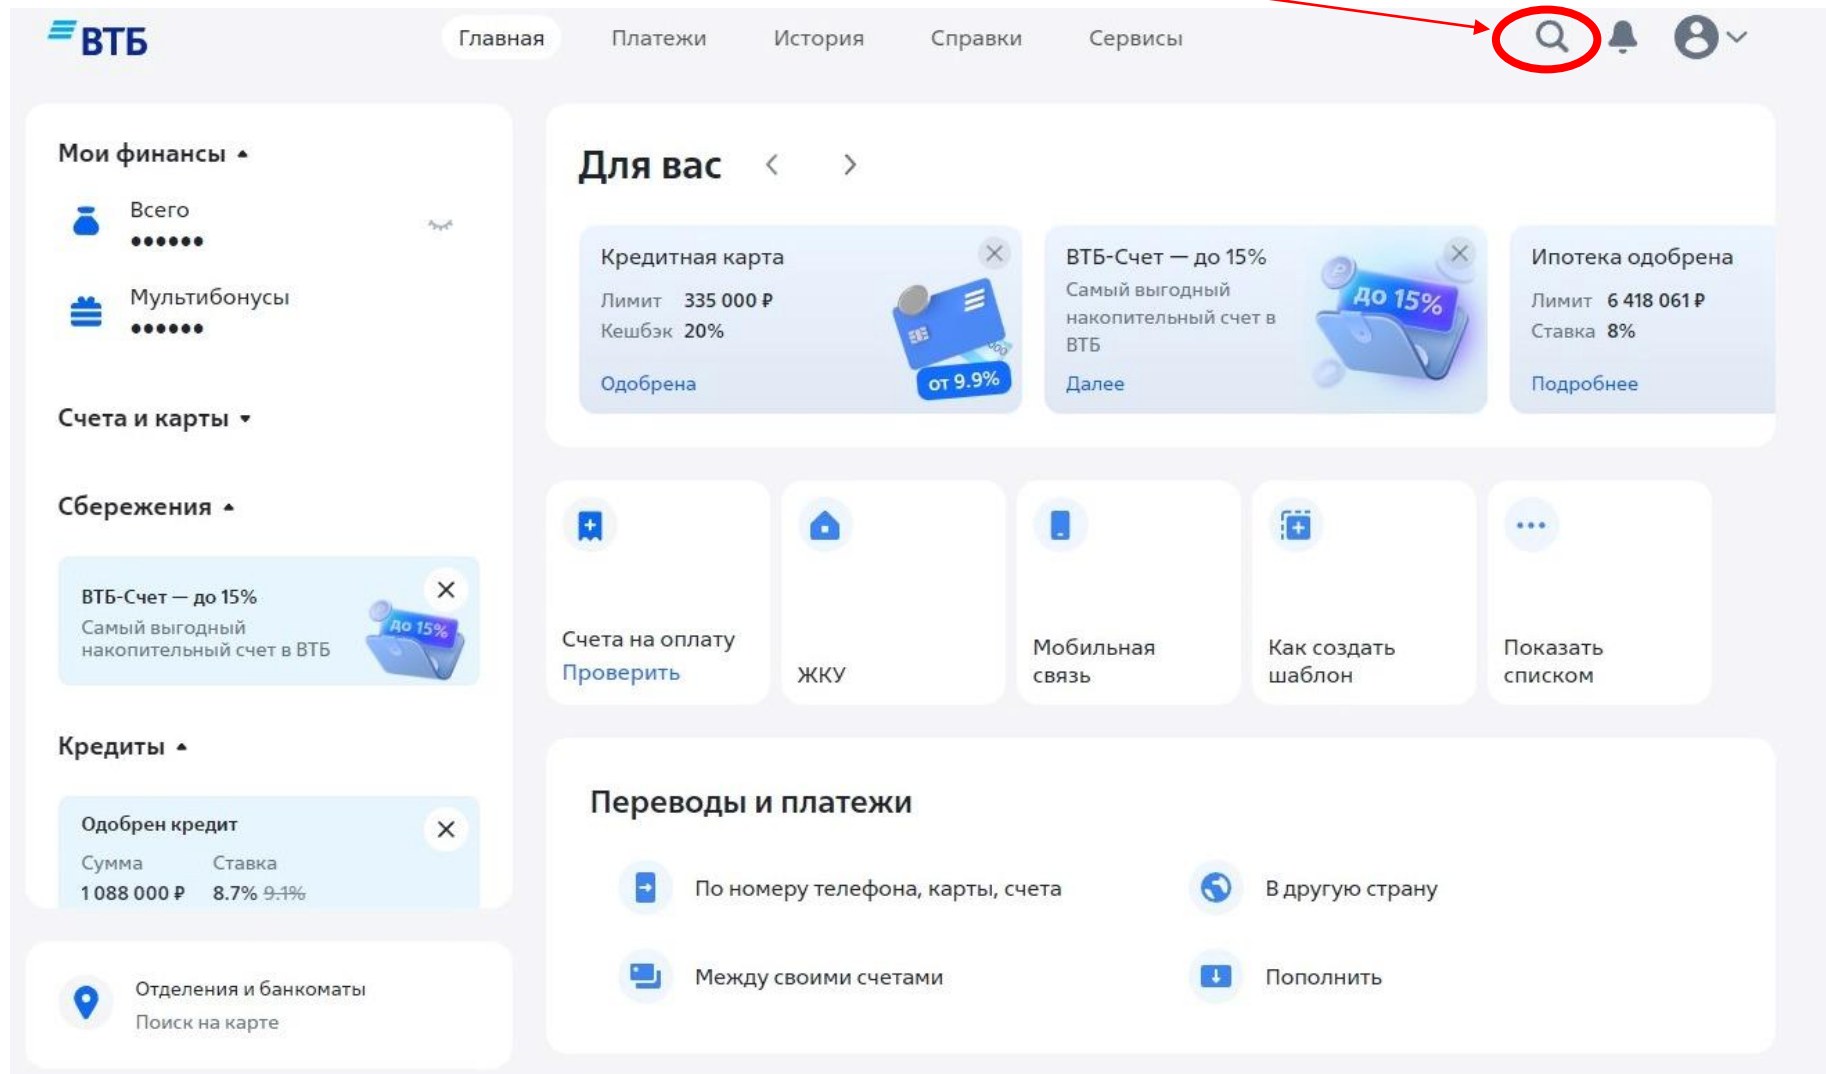 ВТБ
Главная
Платежи
История
Справки
Сервисы
Мои финансы
Всего
••••••
Мультибонусы
••••••
Счета и карты
Сбережения
ВТБ-Счет — до 15%
Самый выгодный
накопительный счет в ВТБ
до 15%
Кредиты
Одобрен кредит
Сумма Ставка
1 088 000 ₽ 8.7% 9.1%
Отделения и банкоматы
Поиск на карте
Для вас
Кредитная карта
Лимит 335 000 ₽
Кешбэк 20%
Одобрена
от 9.9%
ВТБ-Счет — до 15%
Самый выгодный
накопительный счет в
ВТБ
Далее
до 15%
Ипотека одобрена
Лимит 6 418 061 ₽
Ставка 8%
Подробнее
Счета на оплату
Проверить
ЖКУ
Мобильная
связь
Как создать
шаблон
Показать
списком
Переводы и платежи
По номеру телефона, карты, счета
В другую страну
Между своими счетами
Пополнить